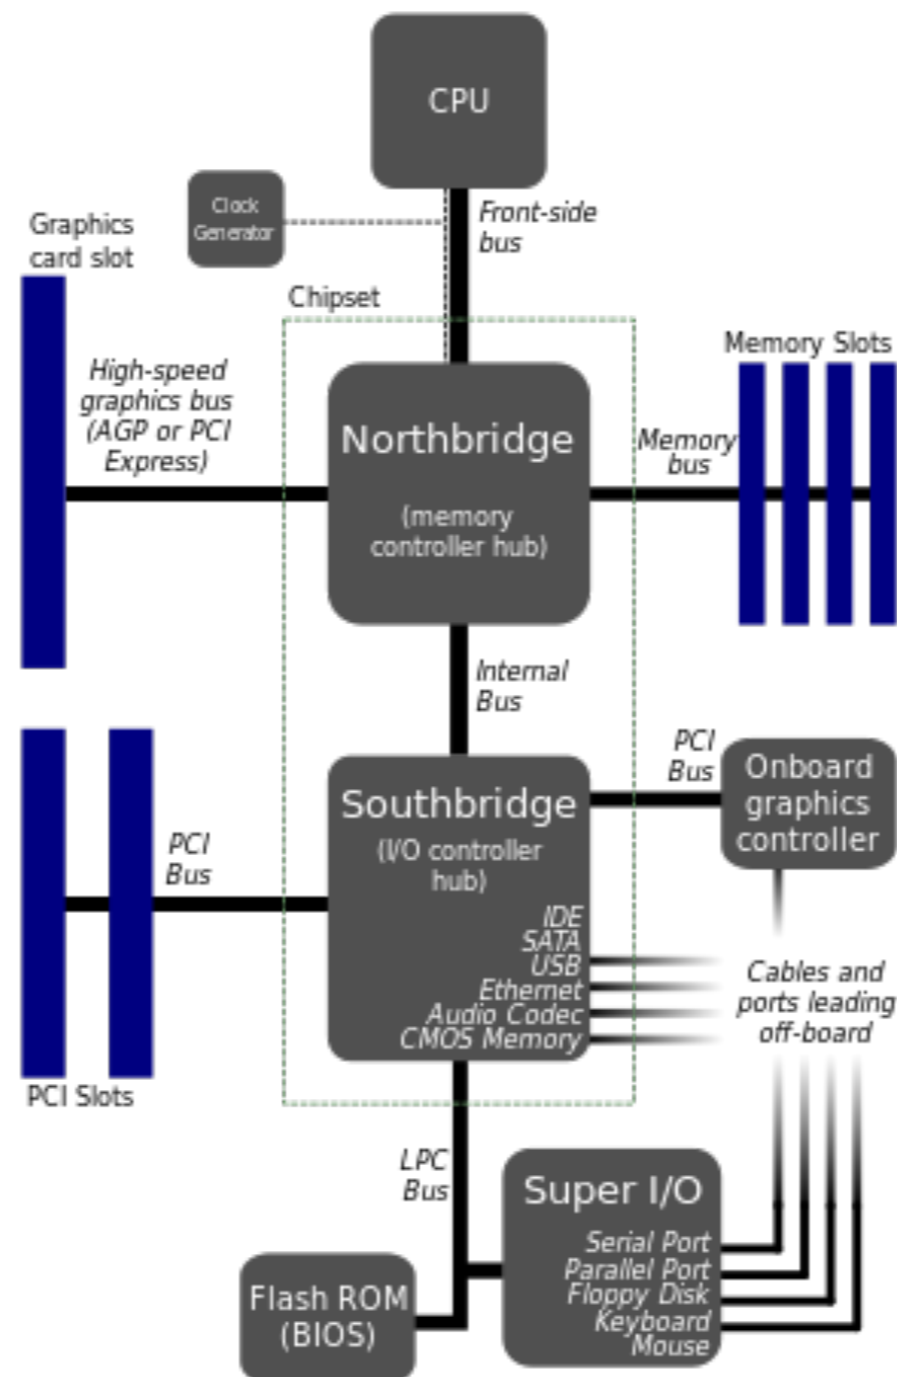 CPU
Clock
Generator
Front-side
bus
Graphics
card slot
Chipset
High-speed
graphics bus
(AGP or PCI
Express)
Northbridge
(memory
controller hub)
Memory Slots
Memory
bus
Internal
Bus
Southbridge
(I/O controller
hub)
IDE
SATA
USB
Ethernet
Audio Codec
CMOS Memory
PCI
Bus
Onboard
graphics
controller
PCI
Bus
PCI Slots
Cables and
ports leading
off-board
LPC
Bus
Super I/O
Serial Port
Parallel Port
Floppy Disk
Keyboard
Mouse
Flash ROM
(BIOS)